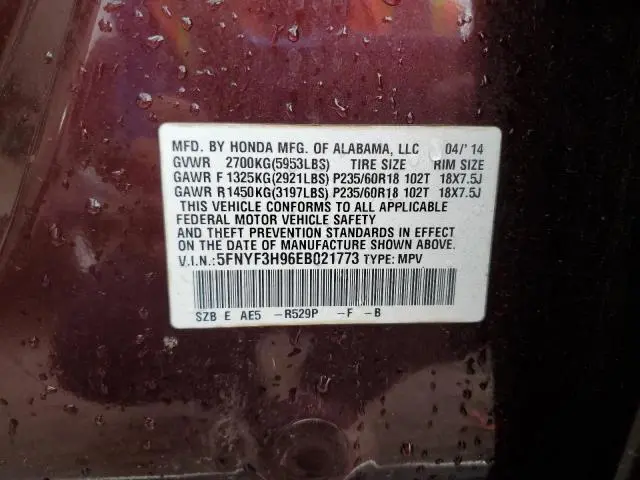 MFD. BY HONDA MFG. OF ALABAMA, LLC 04/'14
GVWR 2700KG(5953LBS) TIRE SIZE RIM SIZE
GAWR F 1325KG(2921LBS) P235/60R18 102T 18X7.5J
GAWR R1450KG(3197LBS) P235/60R18 102T 18X7.5J
THIS VEHICLE CONFORMS TO ALL APPLICABLE
FEDERAL MOTOR VEHICLE SAFETY
AND THEFT PREVENTION STANDARDS IN EFFECT
ON THE DATE OF MANUFACTURE SHOWN ABOVE.
V.I.N.: 5FNYF3H96EB021773 TYPE: MPV
SZB E AE5 -R529P -F -B